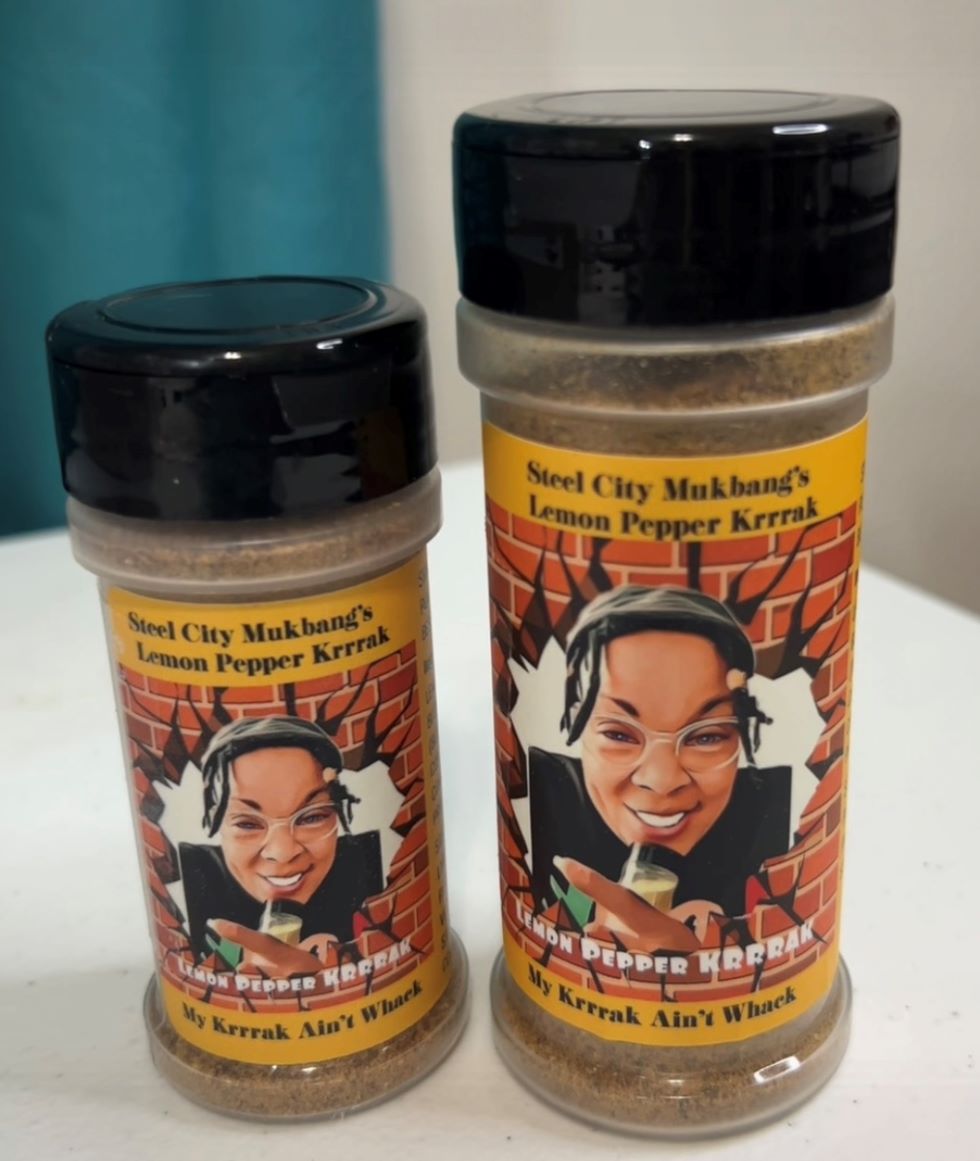 Steel City Mukbang's
Lemon Pepper Krrrak
LEMON PEPPER KRRRAK
My Krrrak Ain't Whack
Steel City Mukbang's
Lemon Pepper Krrrak
LEMON PEPPER KRRRAK
My Krrrak Ain't Whack